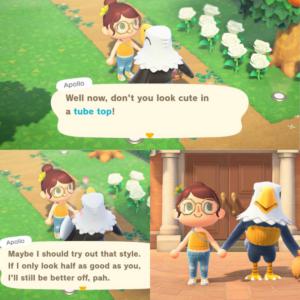 Apollo
Well now, don't you look cute in
a tube top!
Apollo
Maybe I should try out that style.
If I only look half as good as you,
I'll still be better off, pah.